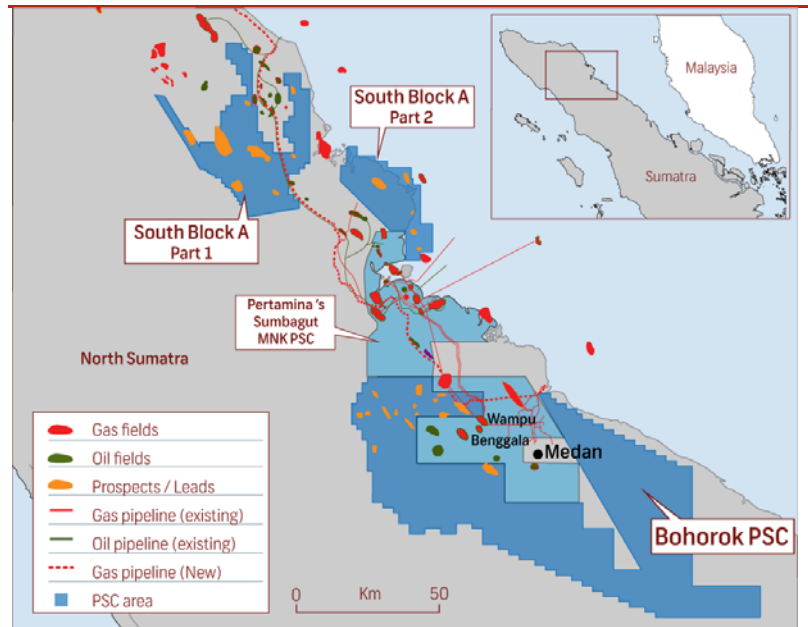 Malaysia
Sumatra
South Block A
Part 2
South Block A
Part 1
Pertamina 's
Sumbagut
MNK PSC
North Sumatra
Wampu
Benggala
Medan
Bohorok PSC
Gas fields
Oil fields
Prospects / Leads
Gas pipeline (existing)
Oil pipeline (existing)
Gas pipeline (New)
PSC area
0 Km 50